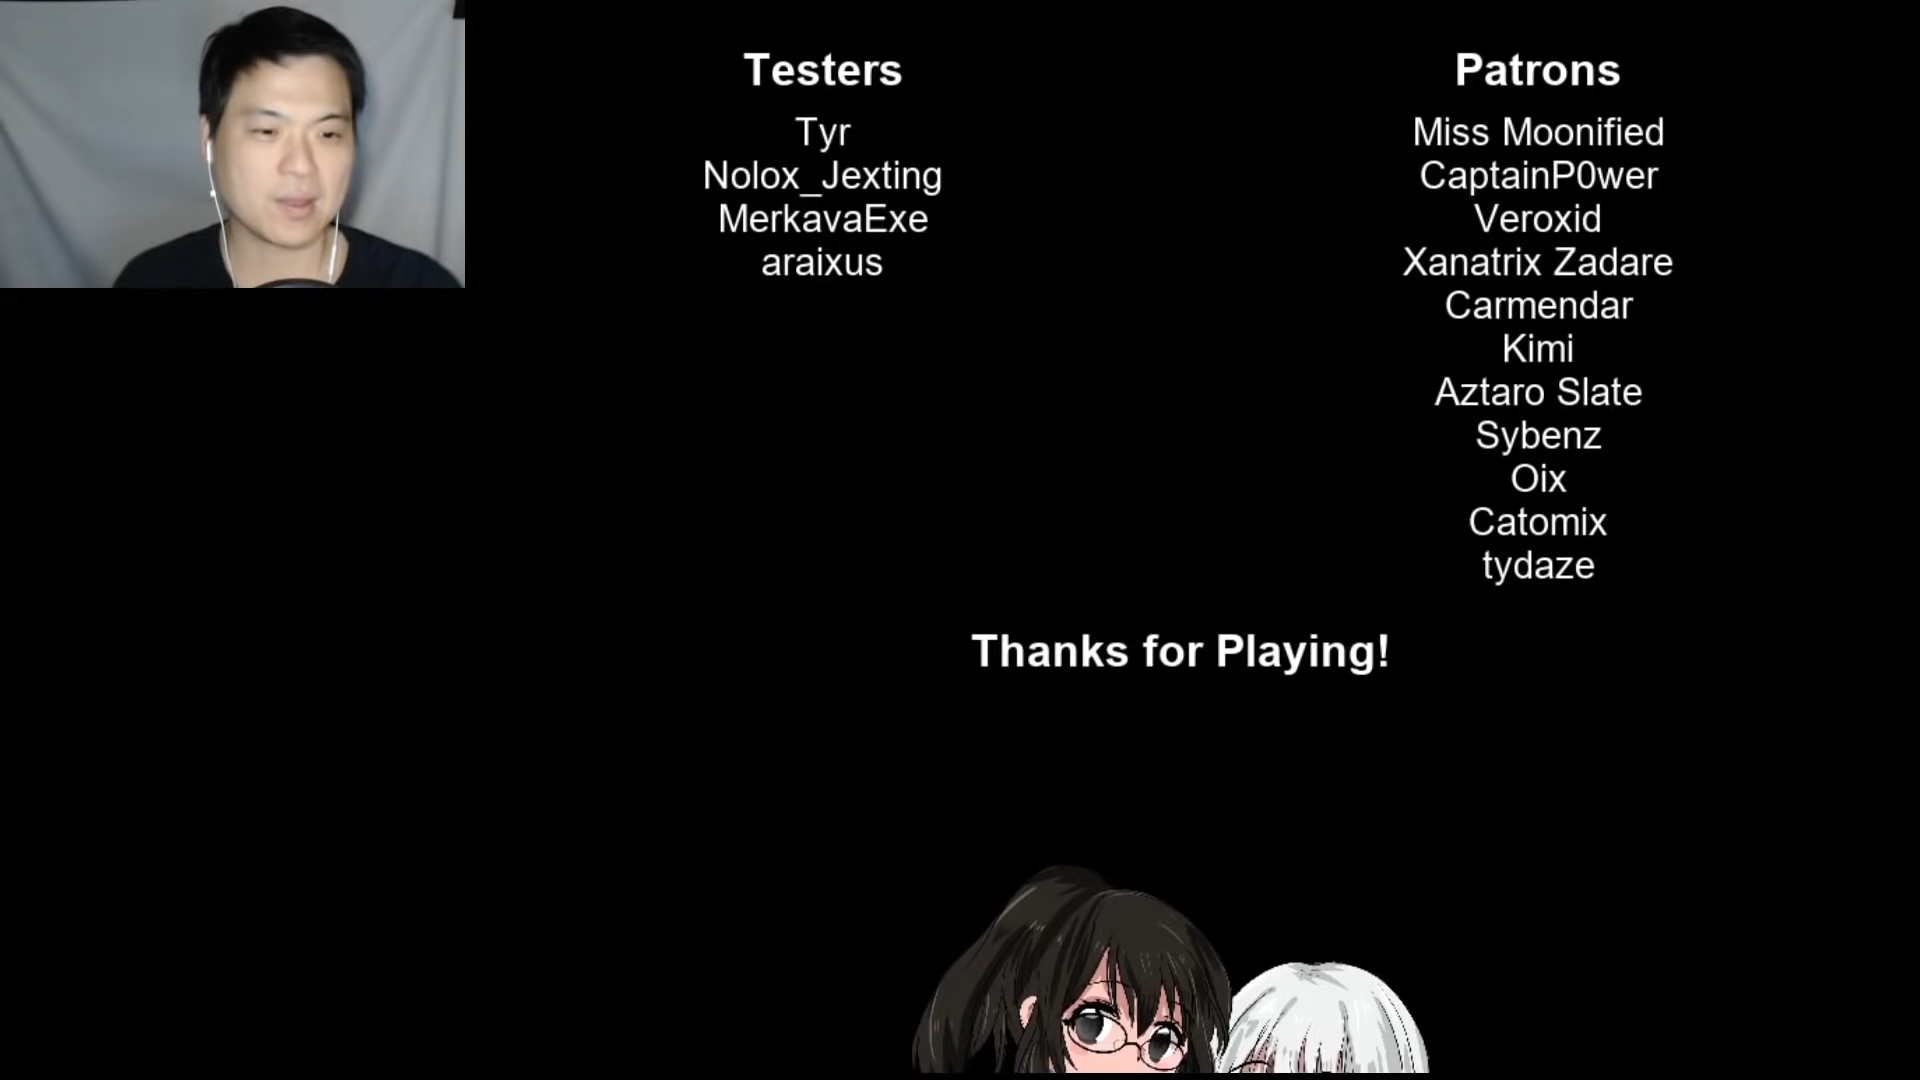 Testers
Tyr
Nolox_Jexting
MerkavaExe
araixus
Patrons
Miss Moonified
CaptainP0wer
Veroxid
Xanatrix Zadare
Carmendar
Kimi
Aztaro Slate
Sybenz
Oix
Catomix
tydaze
Thanks for Playing!